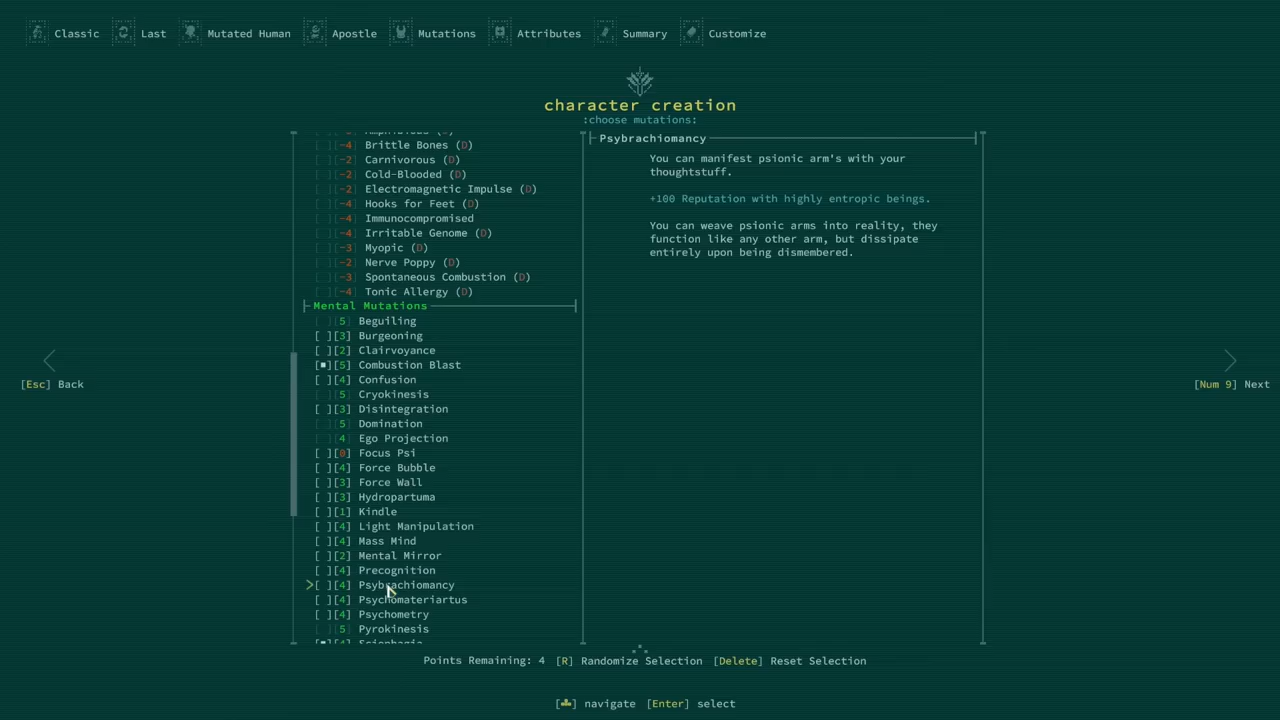 Classic Last Mutated Human Apostle Mutations Attributes Summary Customize
character creation
:choose mutations:
[ ][-4] Brittle Bones (D)
[ ][-2] Carnivorous (D)
[ ][-2] Cold-Blooded (D)
[ ][-2] Electromagnetic Impulse (D)
[ ][-4] Hooks for Feet (D)
[ ][-4] Immunocompromised
[ ][-4] Irritable Genome (D)
[ ][-3] Myopic (D)
[ ][-2] Nerve Poppy (D)
[ ][-3] Spontaneous Combustion (D)
[ ][-4] Tonic Allergy (D)
Mental Mutations
[ ][5] Beguiling
[ ][3] Burgeoning
[ ][2] Clairvoyance
[■][5] Combustion Blast
[ ][4] Confusion
[ ][5] Cryokinesis
[ ][3] Disintegration
[ ][5] Domination
[ ][4] Ego Projection
[ ][0] Focus Psi
[ ][4] Force Bubble
[ ][3] Force Wall
[ ][3] Hydropartuma
[ ][1] Kindle
[ ][4] Light Manipulation
[ ][4] Mass Mind
[ ][2] Mental Mirror
[ ][4] Precognition
>[ ][4] Psybrachiomancy
[ ][4] Psychomateriartus
[ ][4] Psychometry
[ ][5] Pyrokinesis
Psybrachiomancy
You can manifest psionic arm's with your
thoughtstuff.
+100 Reputation with highly entropic beings.
You can weave psionic arms into reality, they
function like any other arm, but dissipate
entirely upon being dismembered.
[Esc] Back
[Num 9] Next
Points Remaining: 4 [R] Randomize Selection [Delete] Reset Selection
navigate [Enter] select